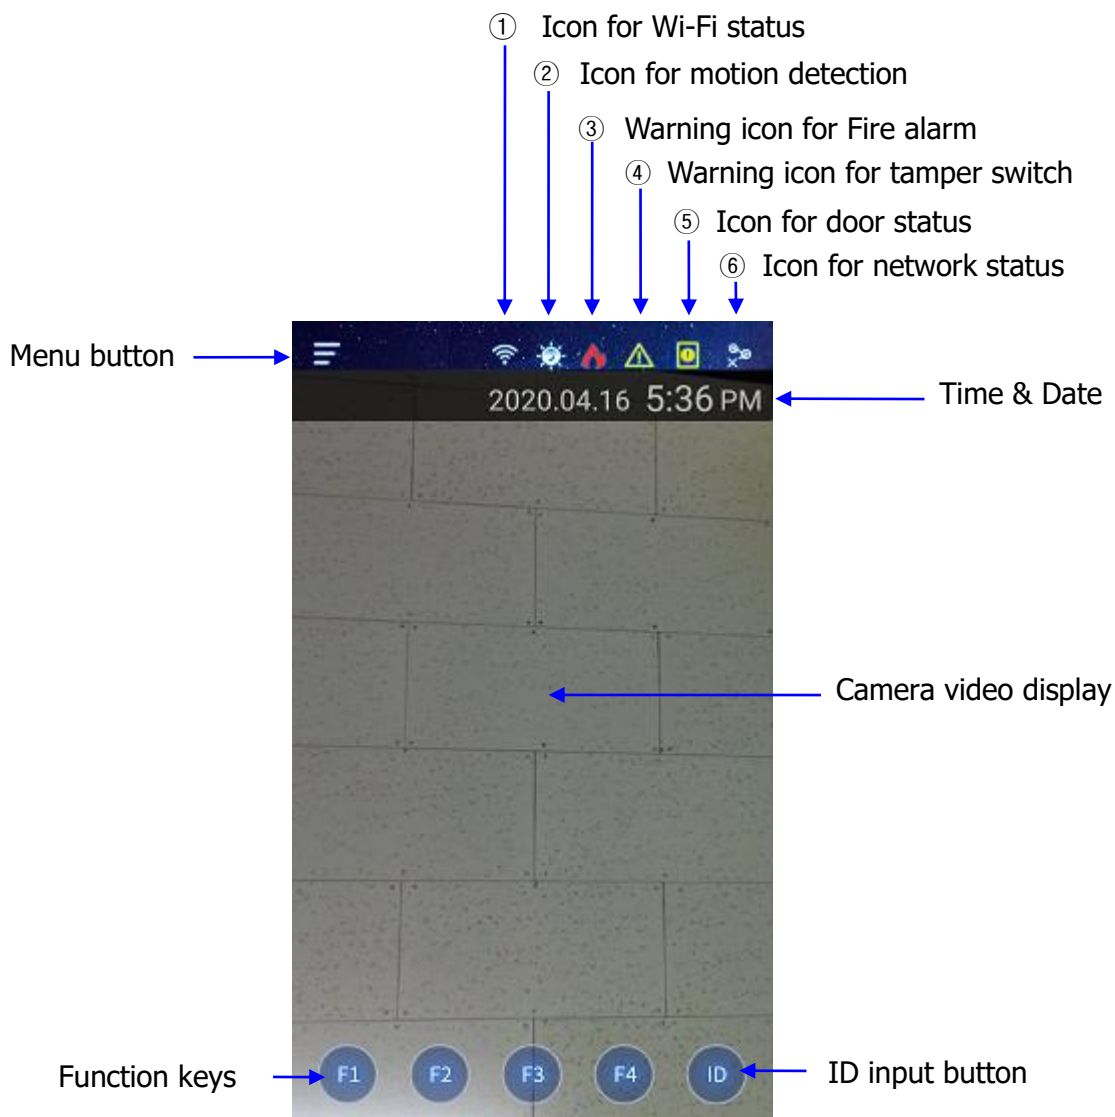 ① Icon for Wi-Fi status
② Icon for motion detection
③ Warning icon for Fire alarm
④ Warning icon for tamper switch
⑤ Icon for door status
⑥ Icon for network status
Menu button
2020.04.16 5:36 PM
Time & Date
Camera video display
Function keys
F1 F2 F3 F4 ID
ID input button